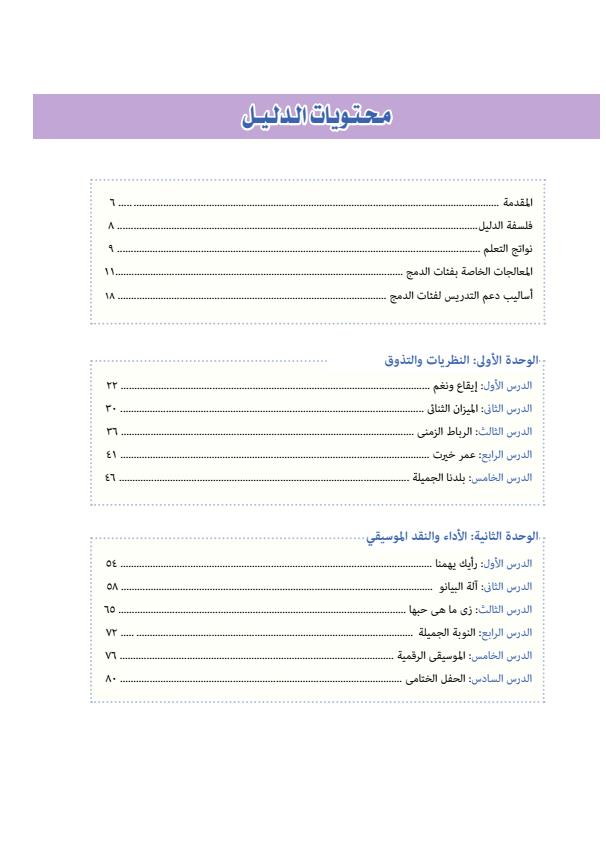 محتويات الدليل
المقدمة ..... ٦
فلسفة الدليل ..... ٨
نواتج التعلم ..... ٩
المعالجات الخاصة بفئات الدمج ..... ١١
أساليب دعم التدريس لفئات الدمج ..... ١٨
الوحدة الأولى: النظريات والتذوق
الدرس الأول: إيقاع ونغم ..... ٢٢
الدرس الثانى: الميزان الثنائى ..... ٣٠
الدرس الثالث: الرباط الزمنى ..... ٣٦
الدرس الرابع: عمر خيرت ..... ٤١
الدرس الخامس: بلدنا الجميلة ..... ٤٦
الوحدة الثانية: الأداء والنقد الموسيقي
الدرس الأول: رأيك يهمنا ..... ٥٤
الدرس الثانى: آلة البيانو ..... ٥٨
الدرس الثالث: زى ما هى حبها ..... ٦٥
الدرس الرابع: النوبة الجميلة ..... ٧٢
الدرس الخامس: الموسيقى الرقمية ..... ٧٦
الدرس السادس: الحفل الختامى ..... ٨٠